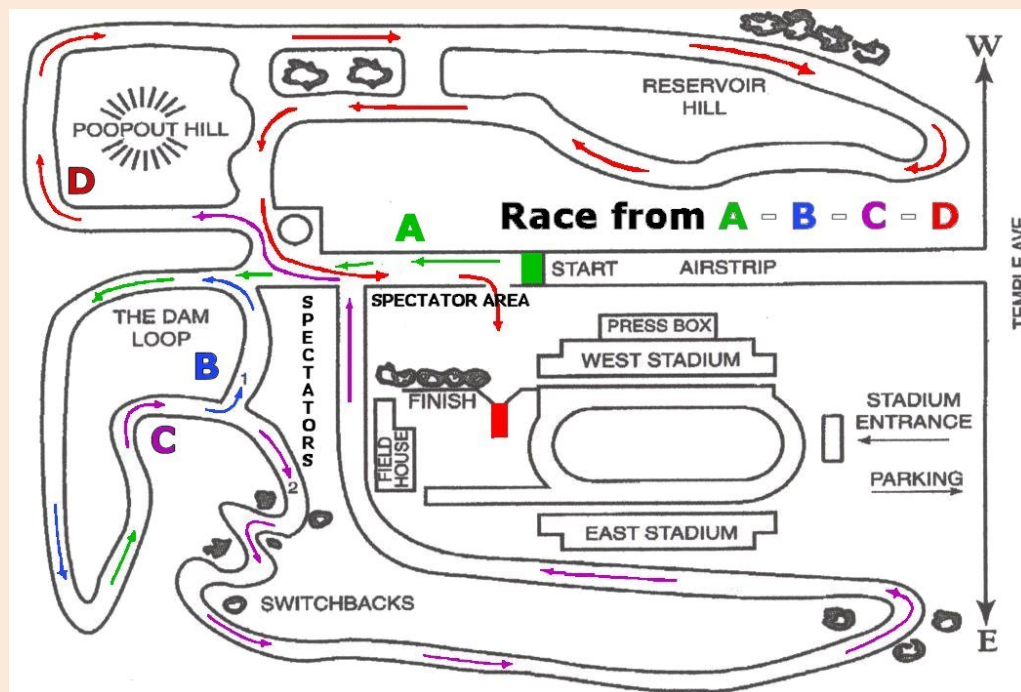 W
RESERVOIR
HILL
POOPOUT HILL
D
A
Race from A - B - C - D
START
AIRSTRIP
TEMPLE AVE
SPECTATOR AREA
SPECTATORS
THE DAM
LOOP
B
1
PRESS BOX
WEST STADIUM
FINISH
STADIUM
ENTRANCE
C
FIELD
HOUSE
PARKING
2
EAST STADIUM
SWITCHBACKS
E